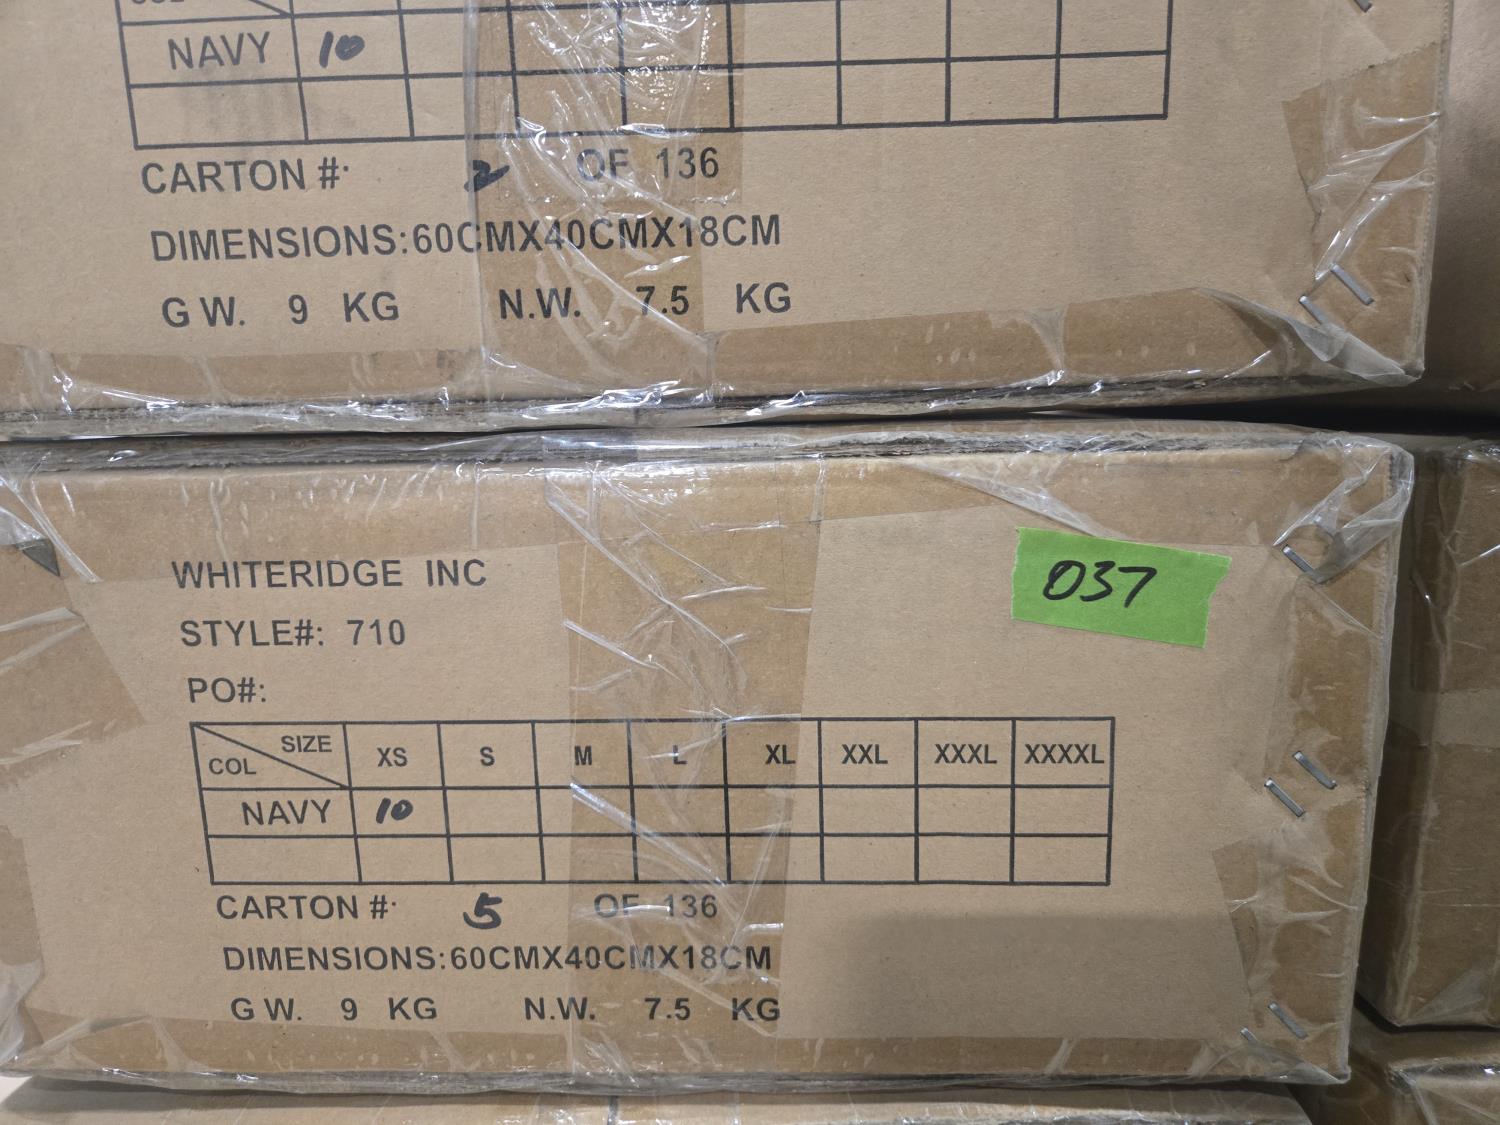 NAVY 10
CARTON #: 2 OF 136
DIMENSIONS:60CMX40CMX18CM
G W. 9 KG N.W. 7.5 KG
WHITERIDGE INC
037
STYLE#: 710
PO#:
SIZE
COL XS S M L XL XXL XXXL XXXXL
NAVY 10
CARTON #: 5 OF 136
DIMENSIONS:60CMX40CMX18CM
G W. 9 KG N.W. 7.5 KG